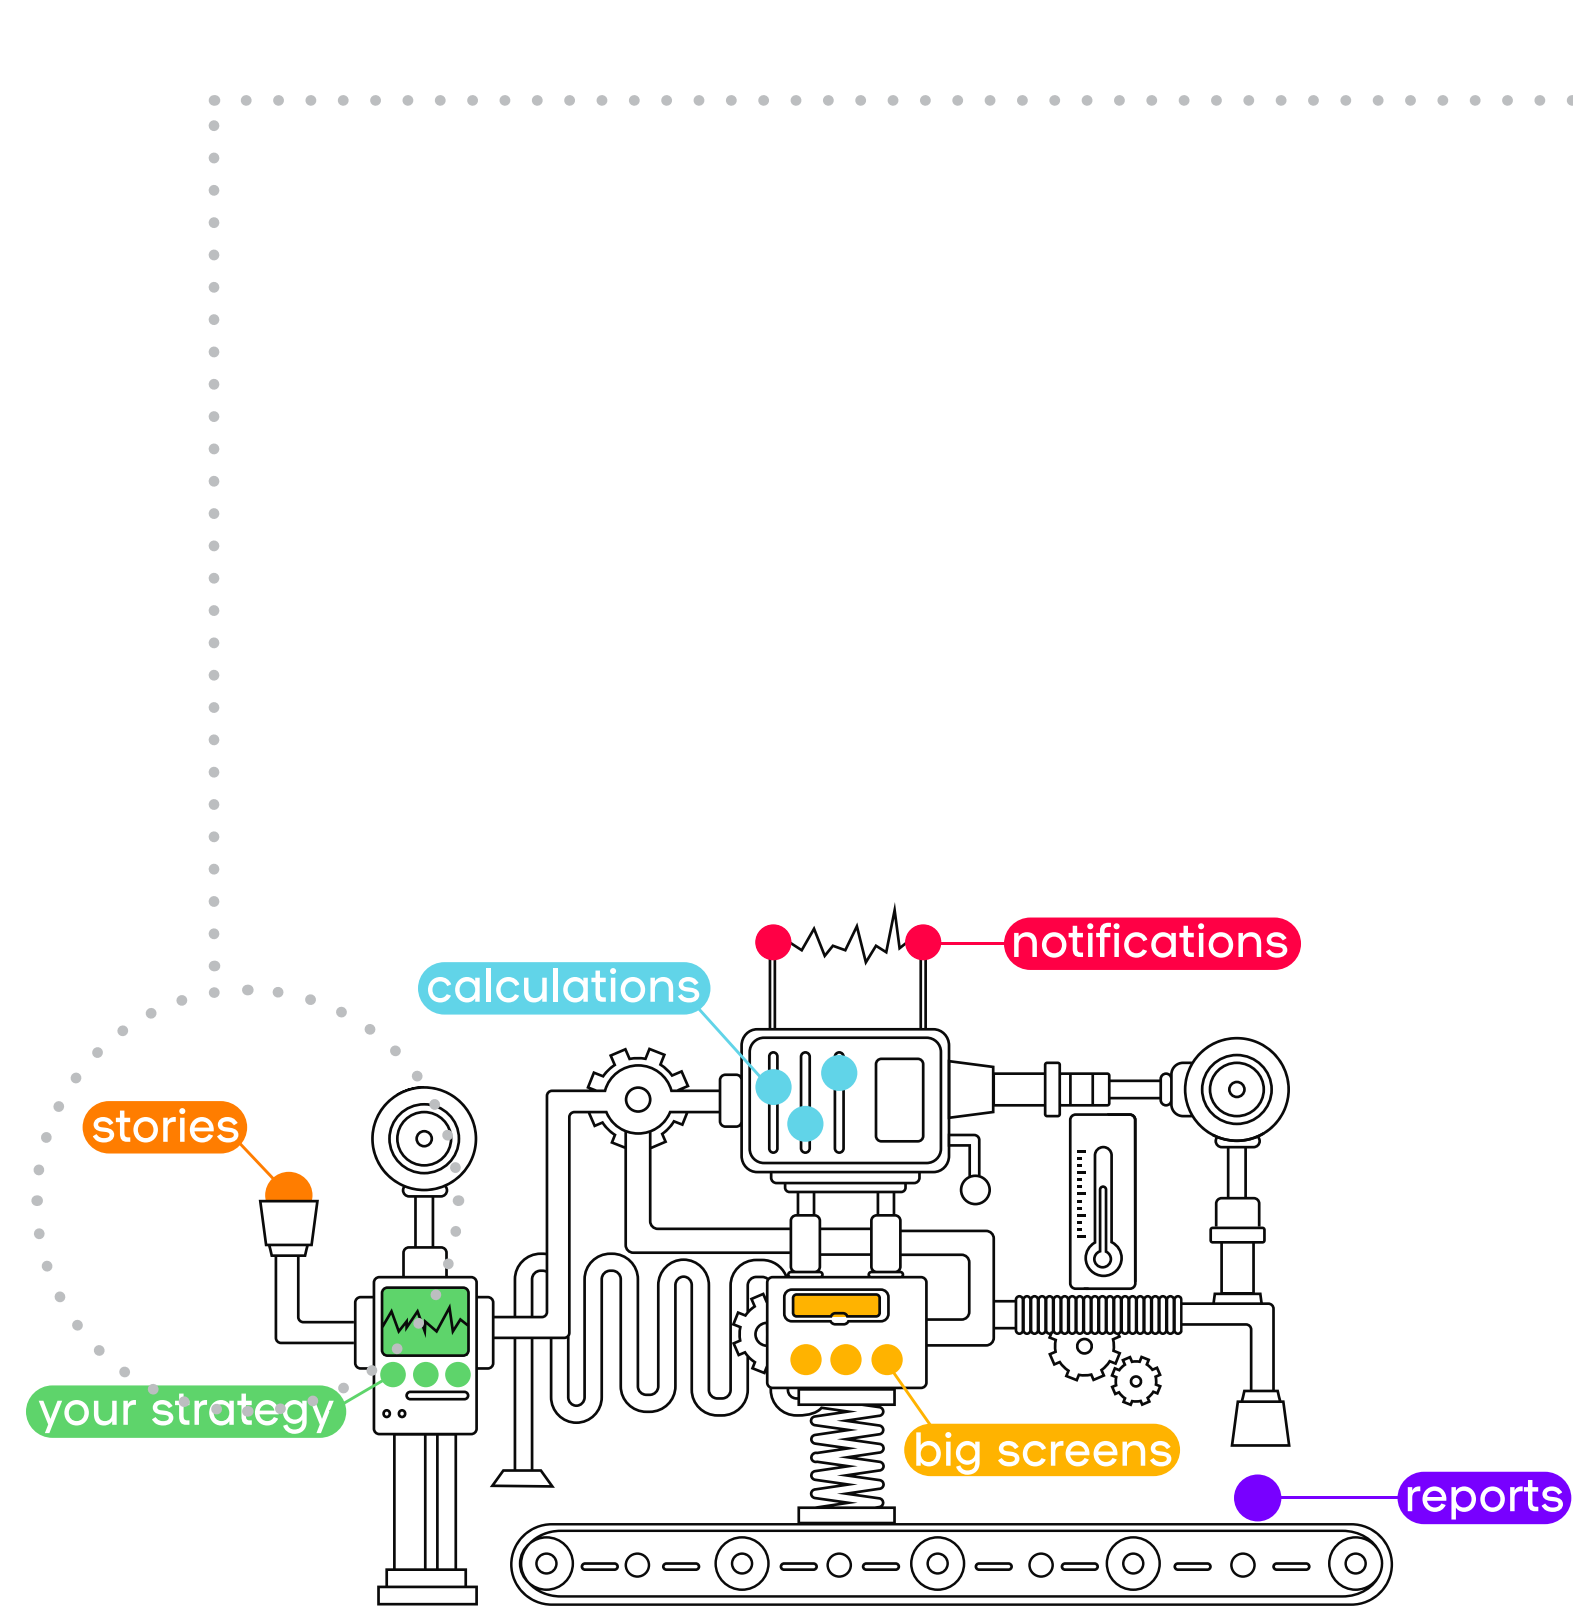 notifications
calculations
stories
your strategy
big screens
reports